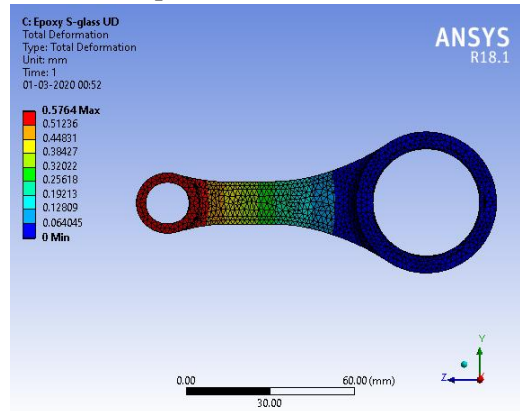 C: Epoxy S-glass UD
Total Deformation
Type: Total Deformation
Unit: mm
Time: 1
01-03-2020 00:52
ANSYS
R18.1
0.5764 Max
0.51236
0.44831
0.38427
0.32022
0.25618
0.19213
0.12809
0.064045
0 Min
Y
Z
0.00
60.00 (mm)
30.00